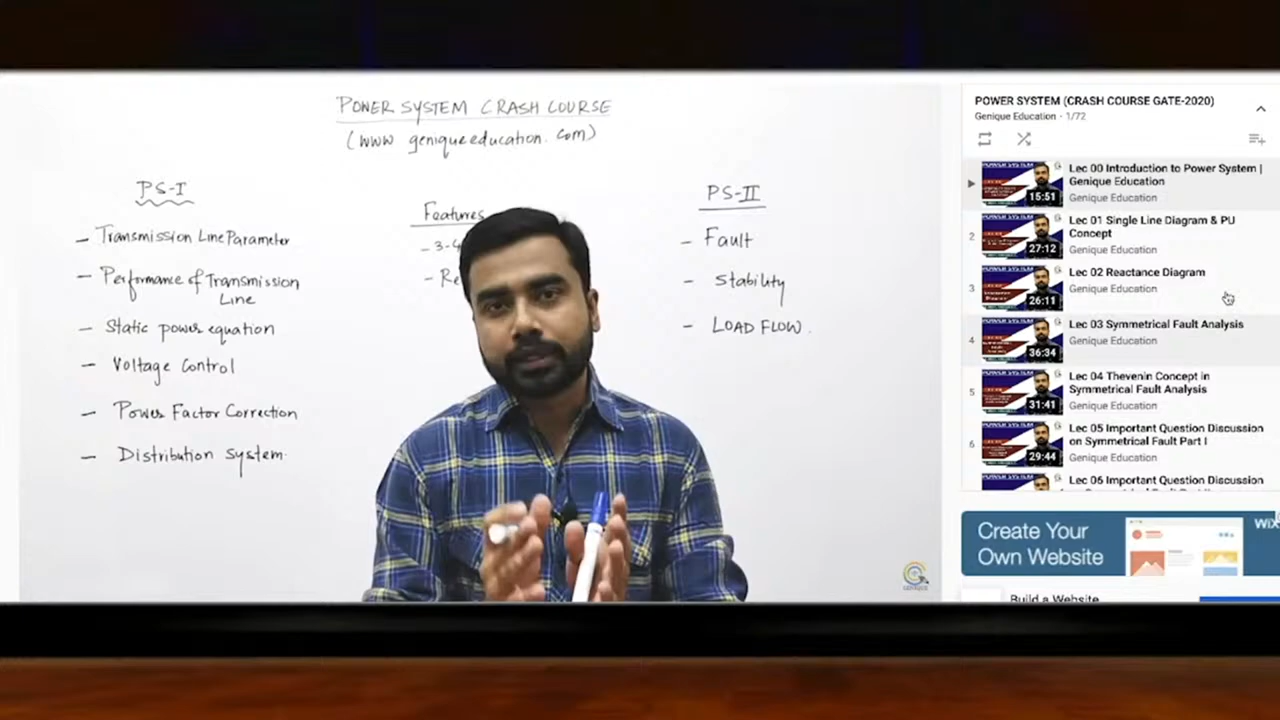 POWER SYSTEM CRASH COURSE
(www geniqueeducation. Com)
PS-I
- Transmission Line Parameter
- Performance of Transmission
Line
- Static power equation
- Voltage Control
- Power Factor Correction
- Distribution System
Features
- 3-4
- Re
PS-II
- Fault
- Stability
- LOAD FLOW.
GENIQUE
POWER SYSTEM (CRASH COURSE GATE-2020)
Genique Education · 1/72
15:51
Lec 00 Introduction to Power System |
Genique Education
Genique Education
2
27:12
Lec 01 Single Line Diagram & PU
Concept
Genique Education
3
26:11
Lec 02 Reactance Diagram
Genique Education
4
36:34
Lec 03 Symmetrical Fault Analysis
Genique Education
5
31:41
Lec 04 Thevenin Concept in
Symmetrical Fault Analysis
Genique Education
6
29:44
Lec 05 Important Question Discussion
on Symmetrical Fault Part I
Genique Education
Lec 06 Important Question Discussion
Create Your
Own Website
WiX
Build a Website